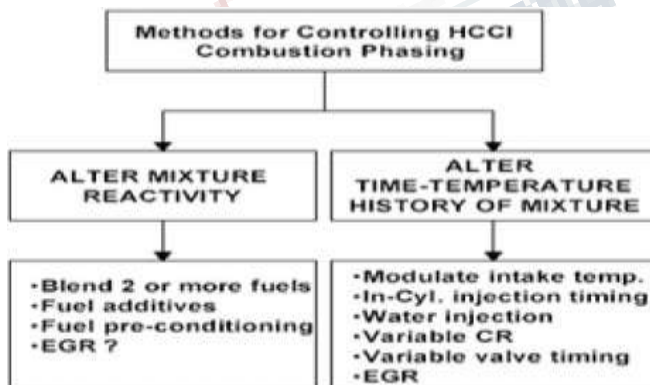 Methods for Controlling HCCI
Combustion Phasing
ALTER MIXTURE
REACTIVITY
ALTER
TIME-TEMPERATURE
HISTORY OF MIXTURE
•Blend 2 or more fuels
•Fuel additives
•Fuel pre-conditioning
•EGR ?
•Modulate intake temp.
•In-Cyl. injection timing
•Water injection
•Variable CR
•Variable valve timing
•EGR